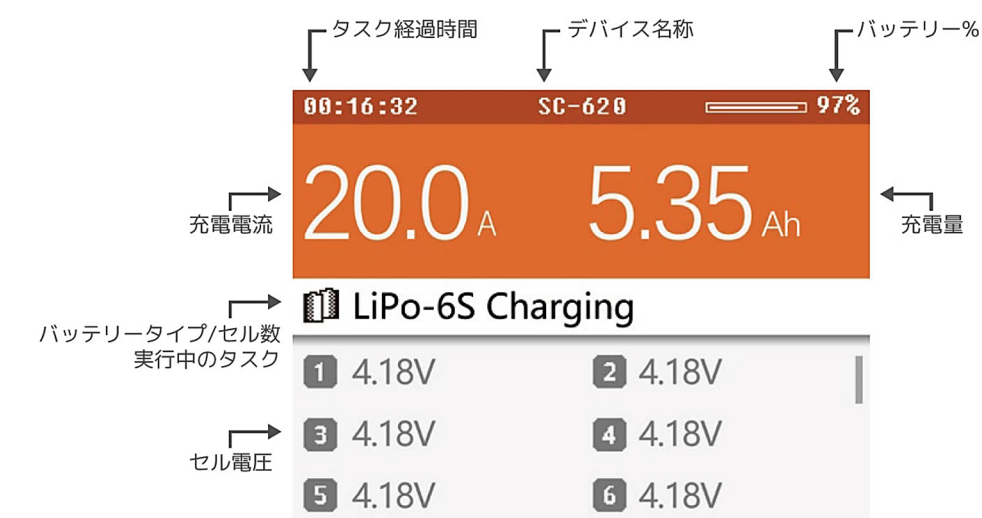 タスク経過時間
デバイス名称
バッテリー%
00:16:32 SC-620 97%
充電電流
20.0A 5.35Ah
充電量
バッテリータイプ/セル数
実行中のタスク
LiPo-6S Charging
セル電圧
1 4.18V 2 4.18V
3 4.18V 4 4.18V
5 4.18V 6 4.18V